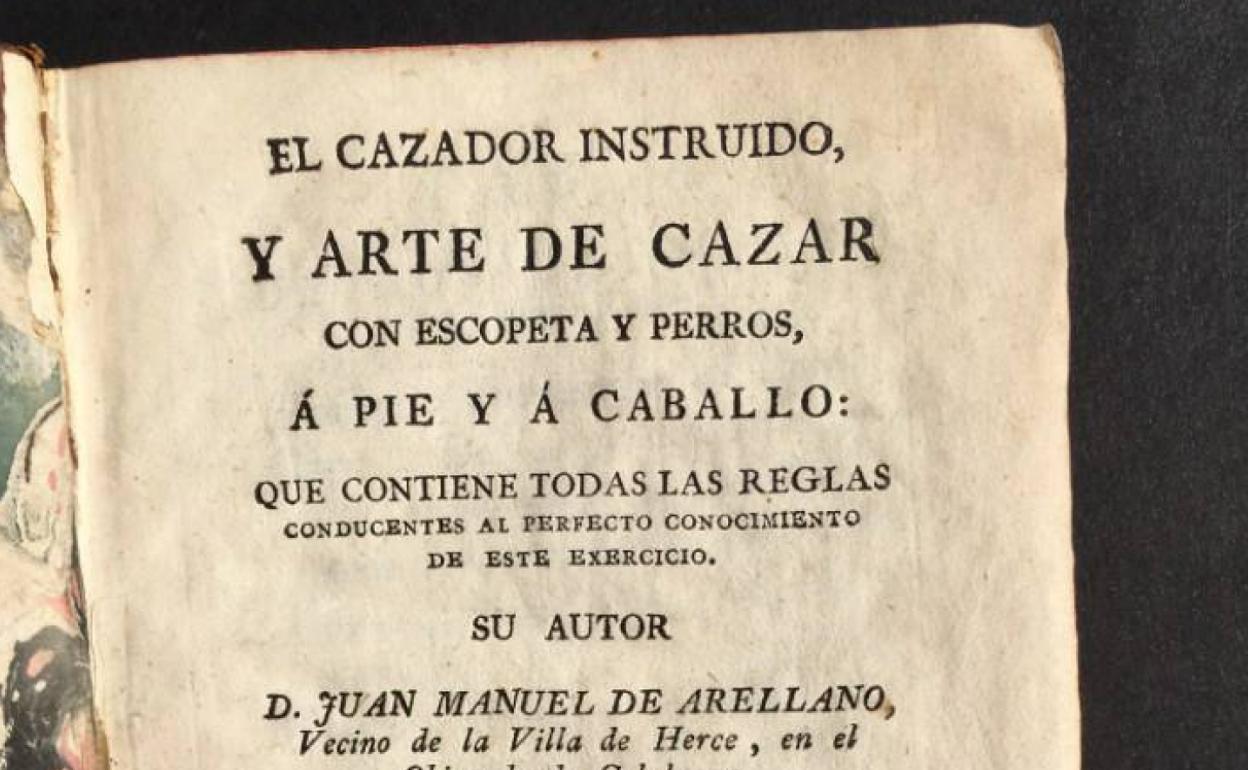 EL CAZADOR INSTRUIDO,
Y ARTE DE CAZAR
CON ESCOPETA Y PERROS,
Á PIE Y Á CABALLO:
QUE CONTIENE TODAS LAS REGLAS
CONDUCENTES AL PERFECTO CONOCIMIENTO
DE ESTE EXERCICIO.
SU AUTOR
D. JUAN MANUEL DE ARELLANO,
Vecino de la Villa de Herce, en el